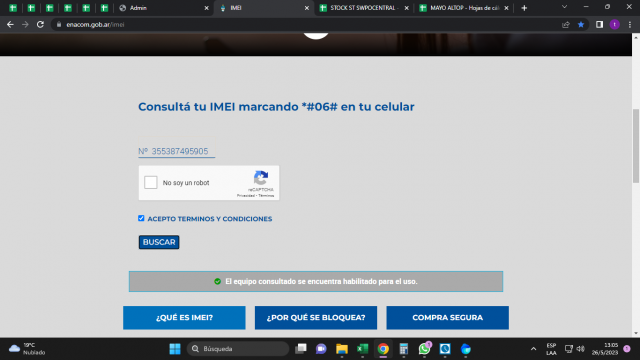 Admin
IMEI
STOCK ST SWPOCENTRAL -
MAYO ALTOP - Hojas de cál
enacom.gob.ar/imei
Consultá tu IMEI marcando *#06# en tu celular
Nº 355387495905
No soy un robot
reCAPTCHA
Privacidad - Términos
ACEPTO TERMINOS Y CONDICIONES
BUSCAR
El equipo consultado se encuentra habilitado para el uso.
¿QUÉ ES IMEI?
¿POR QUÉ SE BLOQUEA?
COMPRA SEGURA
19°C
Nublado
Búsqueda
ESP
LAA
13:05
26/5/2023